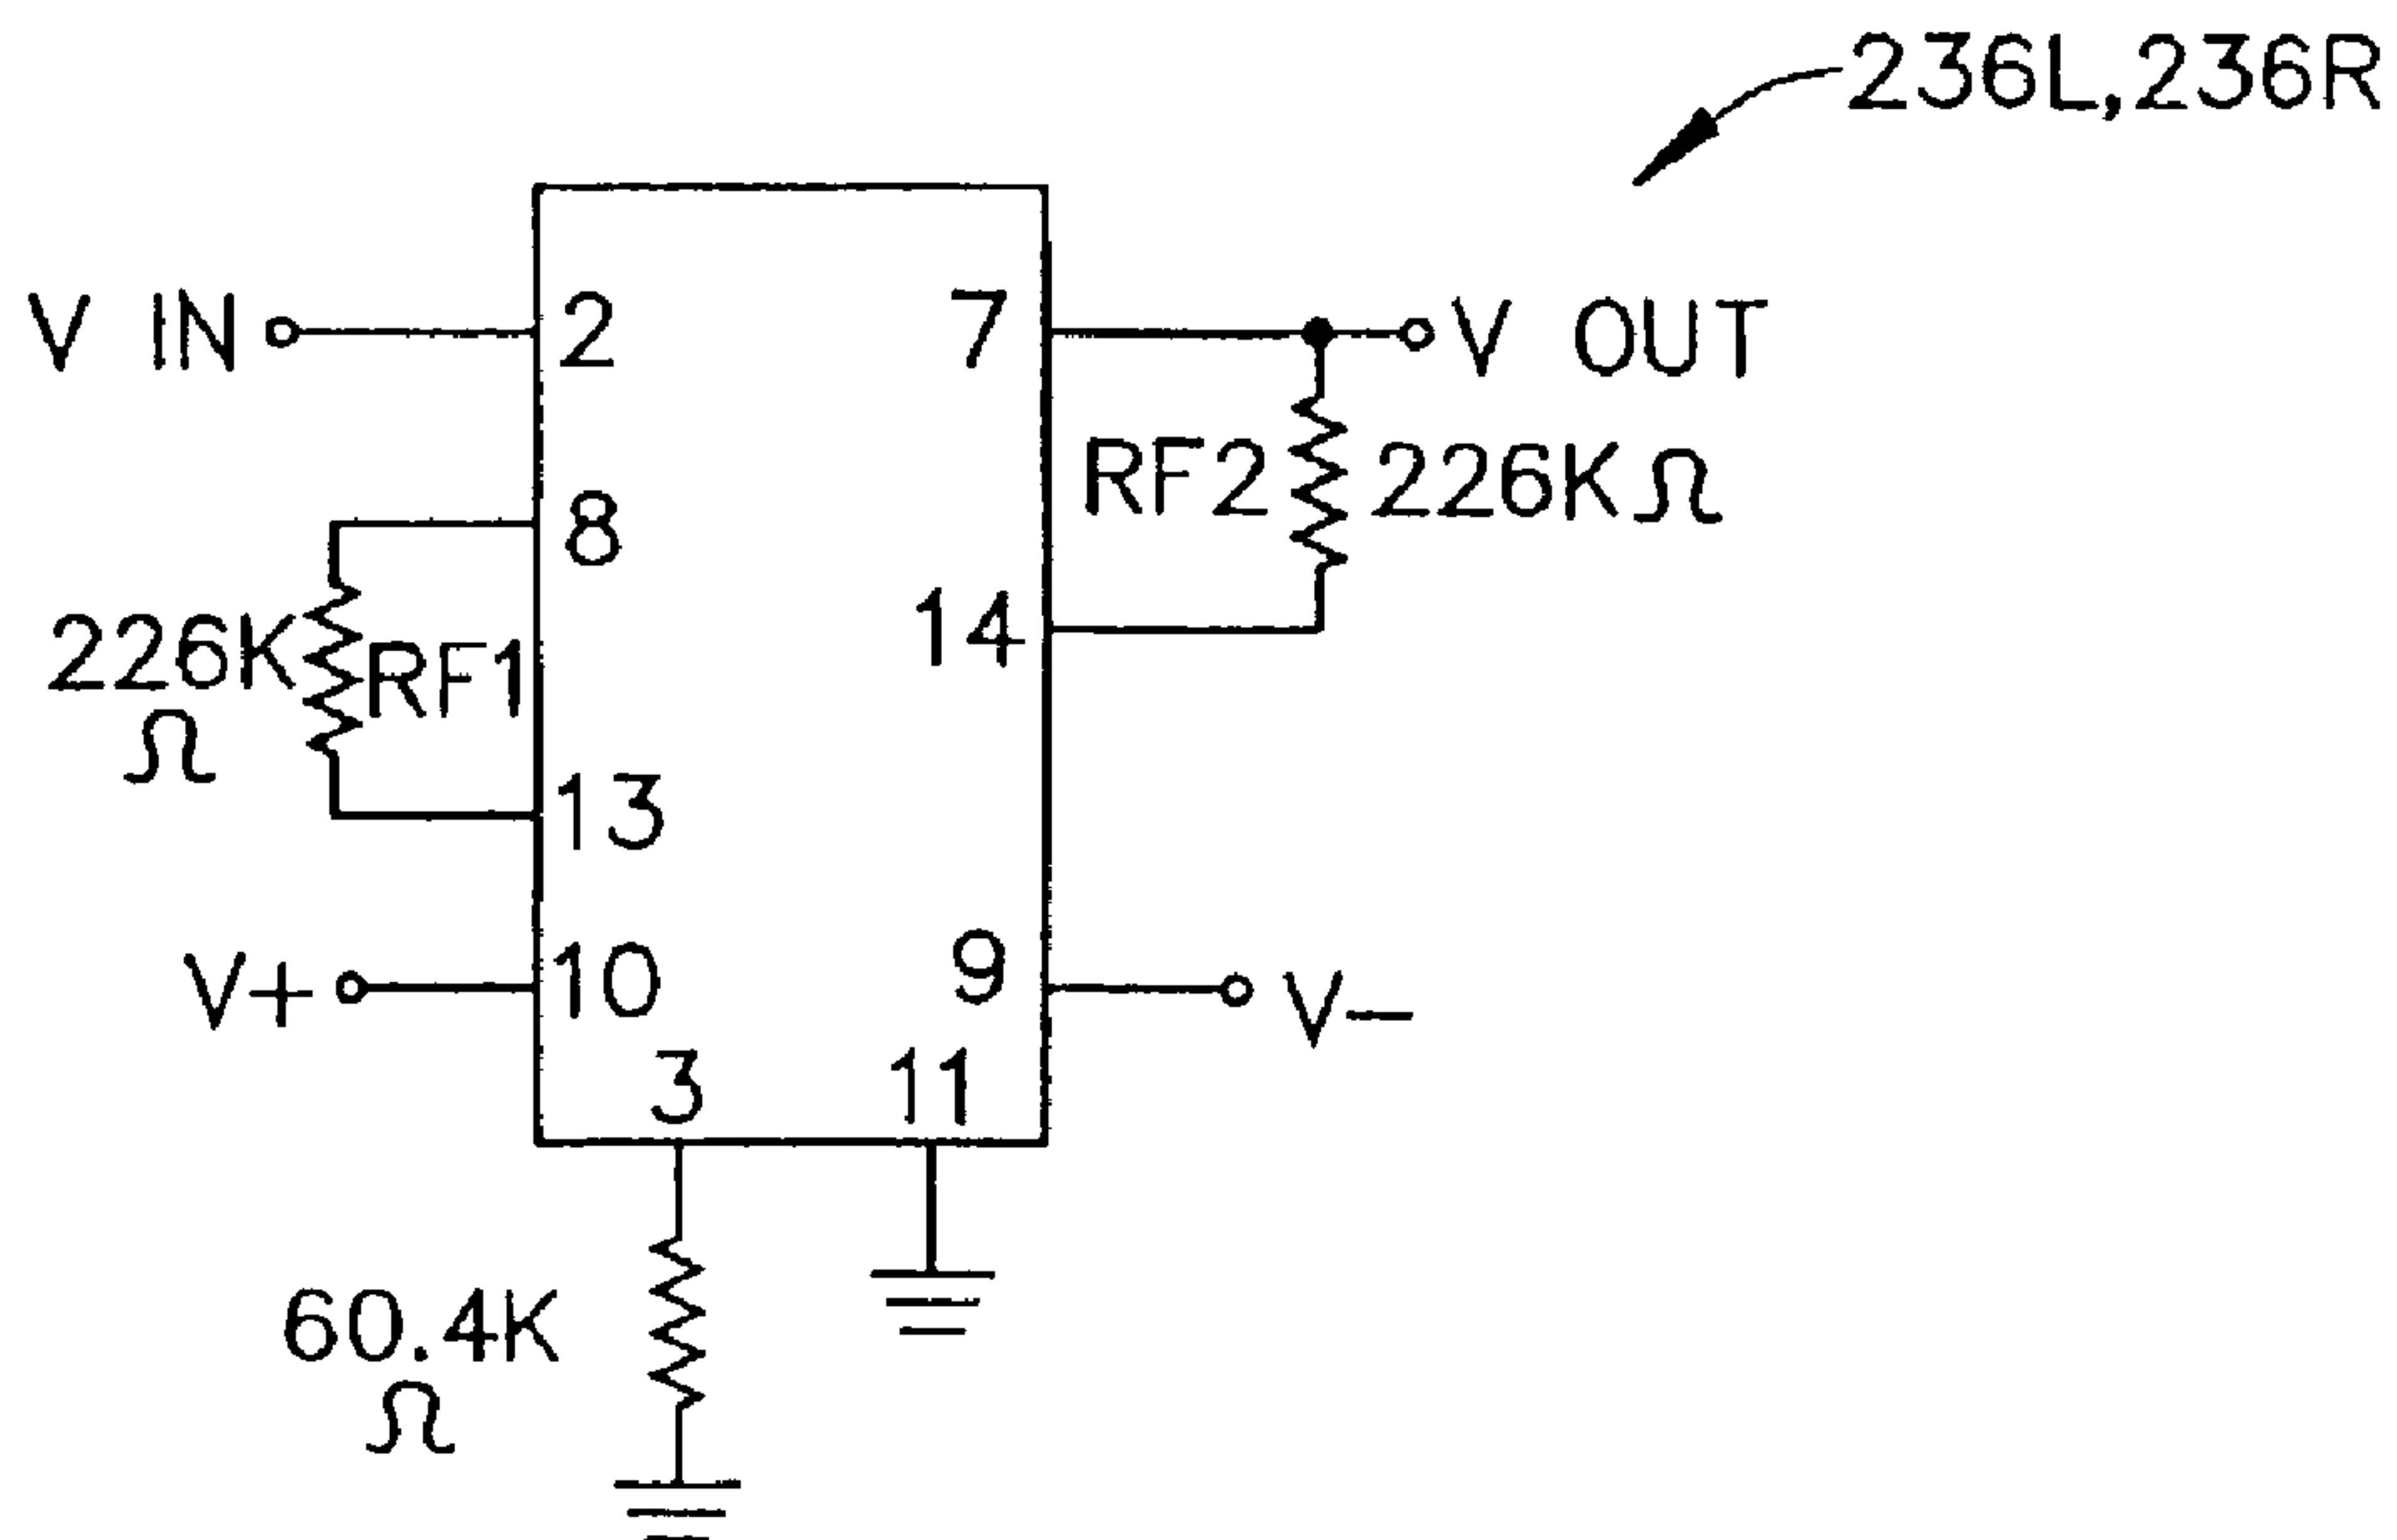 236L,236R
V IN
2
7
V OUT
8
RF2
226KΩ
14
226K
Ω
RF1
13
V+
10
9
V−
3
11
60.4K
Ω